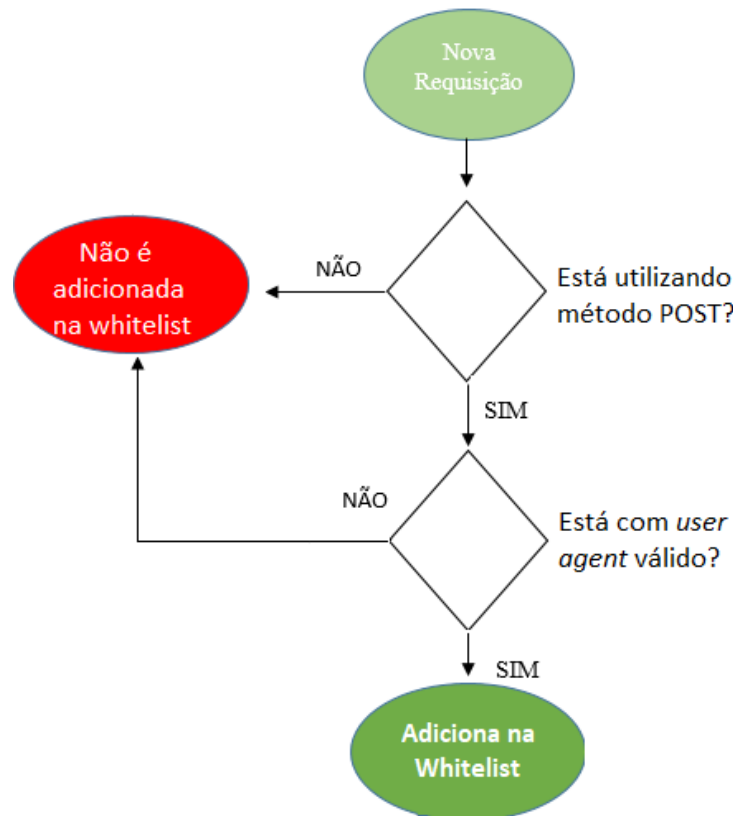 Nova
Requisição
Não é
adicionada
na whitelist
NÃO
Está utilizando
método POST?
SIM
NÃO
Está com user
agent válido?
SIM
Adiciona na
Whitelist